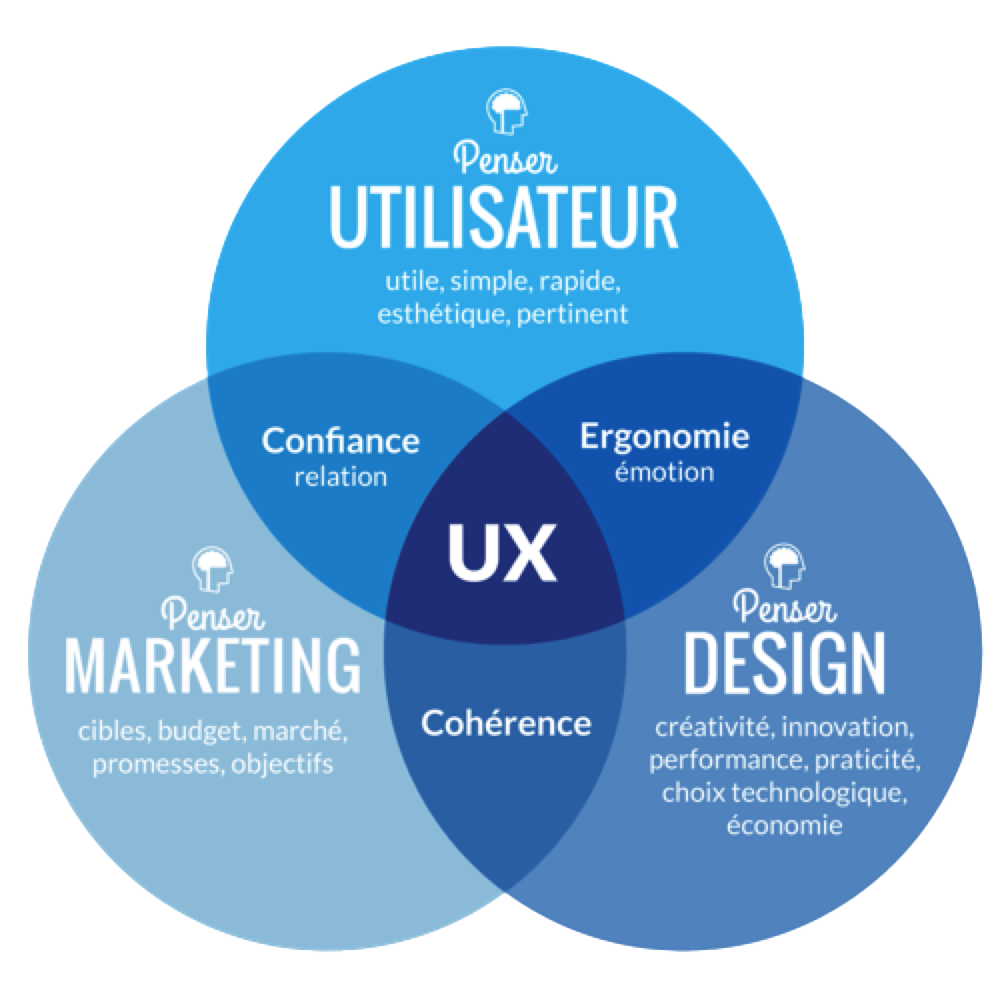 Penser
UTILISATEUR
utile, simple, rapide,
esthétique, pertinent
Confiance
relation
Ergonomie
émotion
UX
Penser
MARKETING
cibles, budget, marché,
promesses, objectifs
Cohérence
Penser
DESIGN
créativité, innovation,
performance, praticité,
choix technologique,
économie